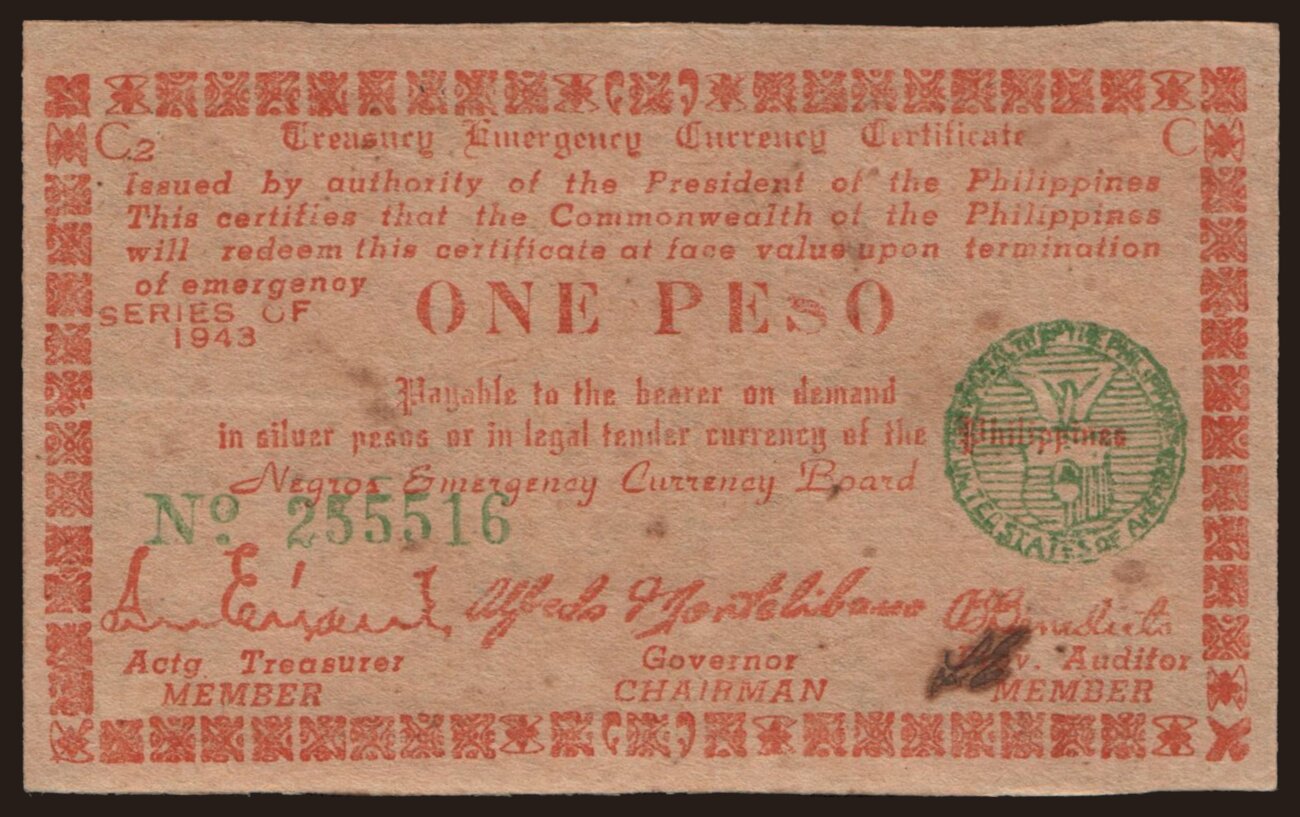 C2 Treasury Emergency Currency Certificate C
Issued by authority of the President of the Philippines
This certifies that the Commonwealth of the Philippines
will redeem this certificate at face value upon termination
of emergency
SERIES OF
1943
ONE PESO
Payable to the bearer on demand
in silver pesos or in legal tender currency of the Philippines
Negros Emergency Currency Board
No. 255516
OF THE PHILIPPINES
UNITED STATES OF AMERICA
Alfredo Montelibano
Actg Treasurer Governor Auditor
MEMBER CHAIRMAN MEMBER